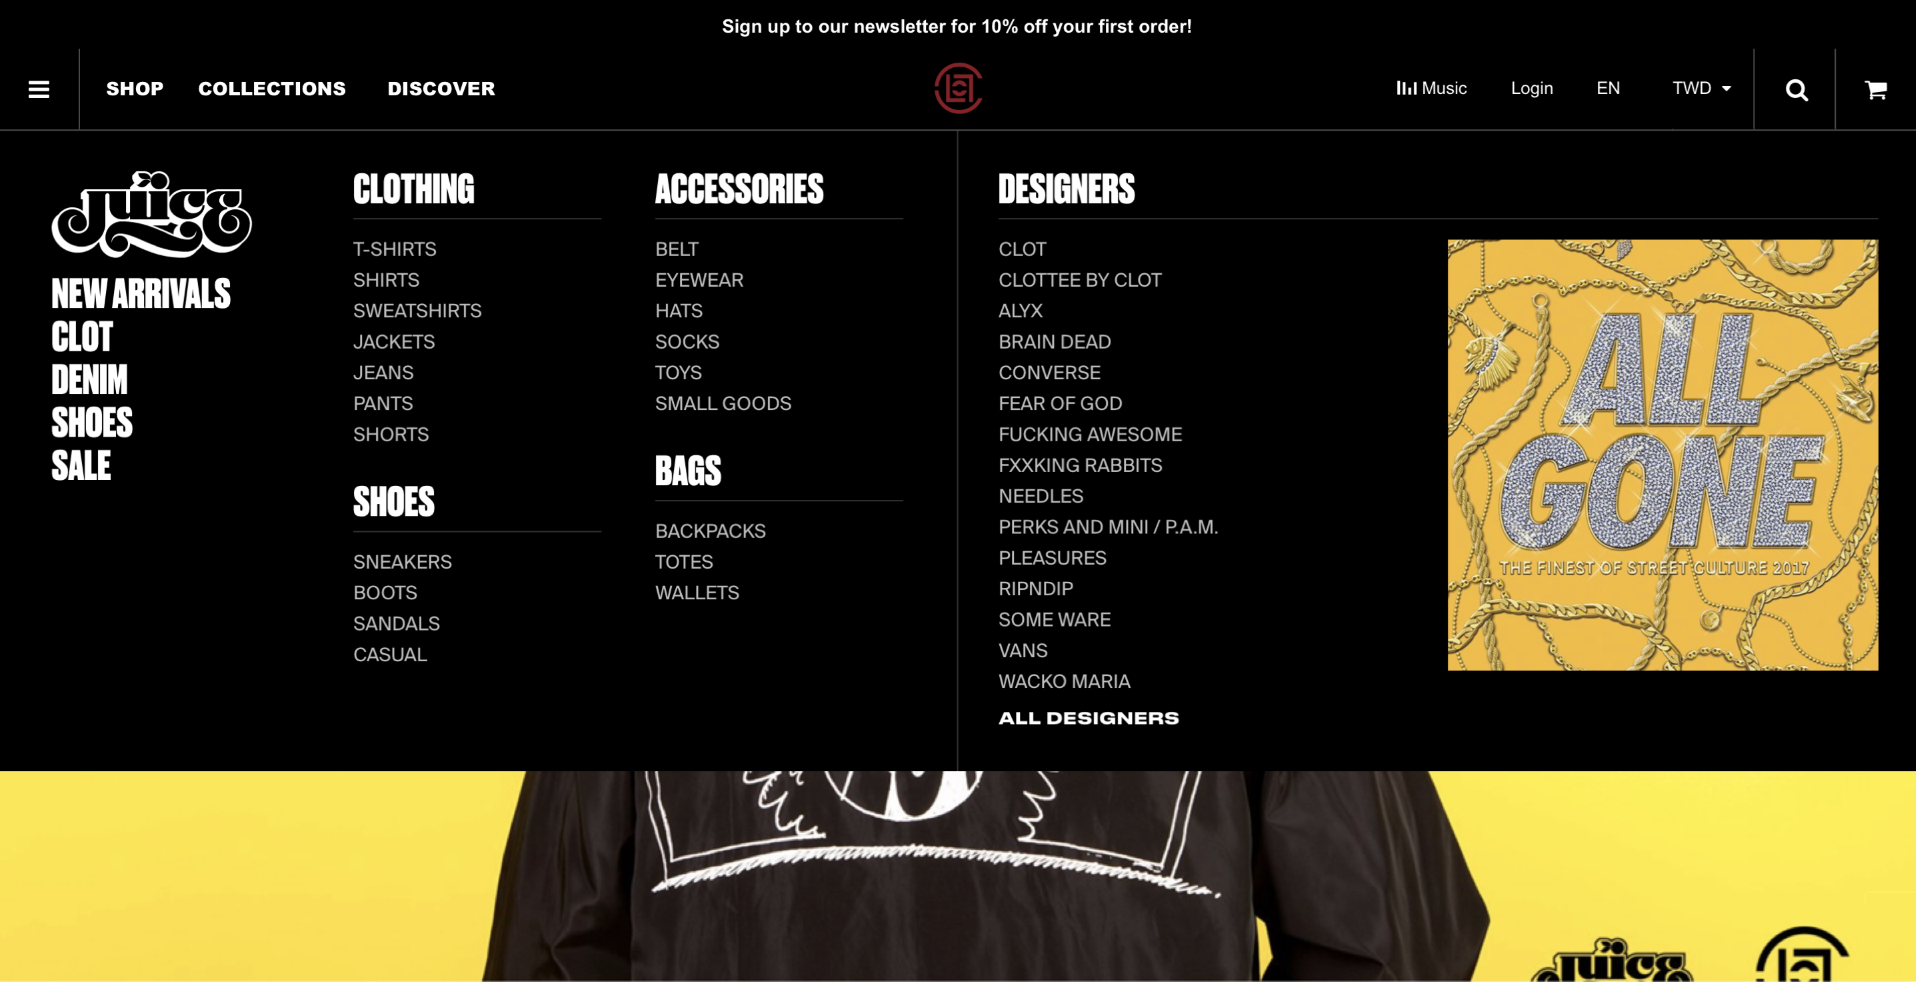 Sign up to our newsletter for 10% off your first order!
SHOP COLLECTIONS DISCOVER
Music Login EN TWD
JUICE
NEW ARRIVALS
CLOT
DENIM
SHOES
SALE
CLOTHING
T-SHIRTS
SHIRTS
SWEATSHIRTS
JACKETS
JEANS
PANTS
SHORTS
SHOES
SNEAKERS
BOOTS
SANDALS
CASUAL
ACCESSORIES
BELT
EYEWEAR
HATS
SOCKS
TOYS
SMALL GOODS
BAGS
BACKPACKS
TOTES
WALLETS
DESIGNERS
CLOT
CLOTTEE BY CLOT
ALYX
BRAIN DEAD
CONVERSE
FEAR OF GOD
FUCKING AWESOME
FXXKING RABBITS
NEEDLES
PERKS AND MINI / P.A.M.
PLEASURES
RIPNDIP
SOME WARE
VANS
WACKO MARIA
ALL DESIGNERS
ALL
GONE
THE FINEST OF STREET CULTURE 2017
JUICE